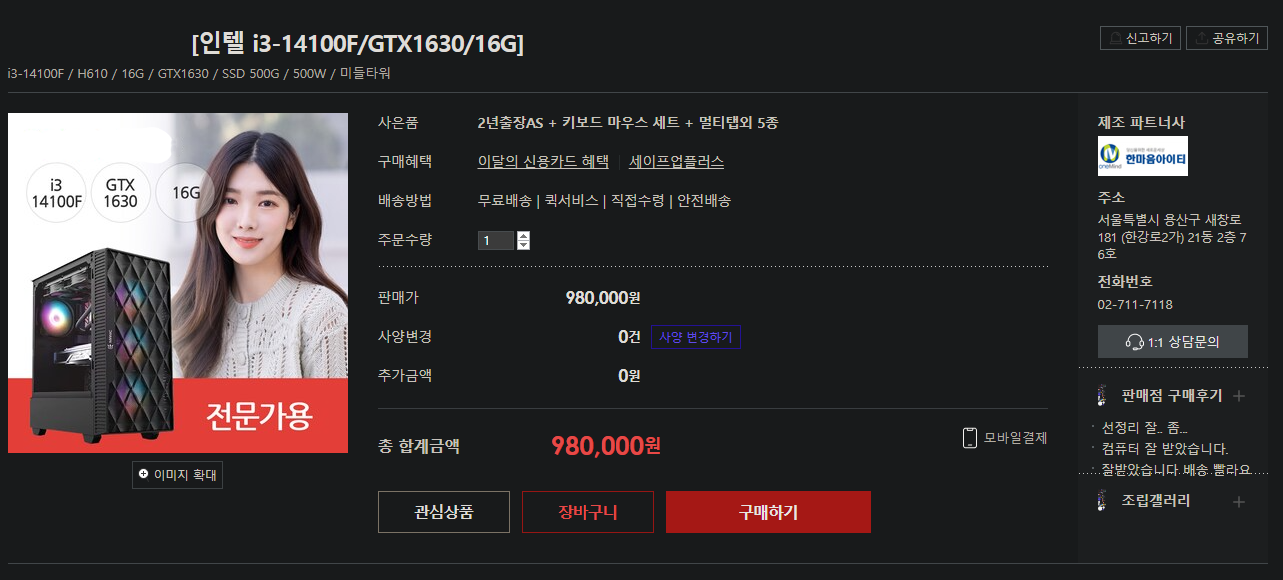 [인텔 i3-14100F/GTX1630/16G]
신고하기
공유하기
i3-14100F / H610 / 16G / GTX1630 / SSD 500G / 500W / 미들타워
i3
14100F
GTX
1630
16G
전문가용
이미지 확대
사은품
2년출장AS + 키보드 마우스 세트 + 멀티탭외 5종
구매혜택
이달의 신용카드 혜택
세이프업플러스
배송방법
무료배송 | 퀵서비스 | 직접수령 | 안전배송
주문수량
1
판매가
980,000원
사양변경
0건
사양 변경하기
추가금액
0원
총 합계금액
980,000원
모바일결제
관심상품
장바구니
구매하기
제조 파트너사
oneMind
한마음아이티
주소
서울특별시 용산구 새창로
181 (한강로2가) 21동 2층 7
6호
전화번호
02-711-7118
1:1 상담문의
판매점 구매후기
· 선정리 잘.. 좀...
· 컴퓨터 잘 받았습니다.
· 잘받았습니다 배송 빨라요
조립갤러리